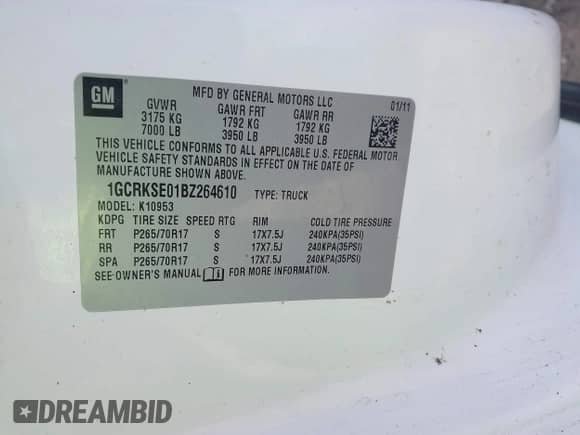 GM
MFD BY GENERAL MOTORS LLC 01/11
GVWR GAWR FRT GAWR RR
3175 KG 1792 KG 1792 KG
7000 LB 3950 LB 3950 LB
THIS VEHICLE CONFORMS TO ALL APPLICABLE U.S. FEDERAL MOTOR
VEHICLE SAFETY STANDARDS IN EFFECT ON THE DATE OF
MANUFACTURE SHOWN ABOVE.
1GCRKSE01BZ264610 TYPE: TRUCK
MODEL: K10953
KDPG TIRE SIZE SPEED RTG RIM COLD TIRE PRESSURE
FRT P265/70R17 S 17X7.5J 240KPA(35PSI)
RR P265/70R17 S 17X7.5J 240KPA(35PSI)
SPA P265/70R17 S 17X7.5J 240KPA(35PSI)
SEE OWNER'S MANUAL FOR MORE INFORMATION.
DREAMBID